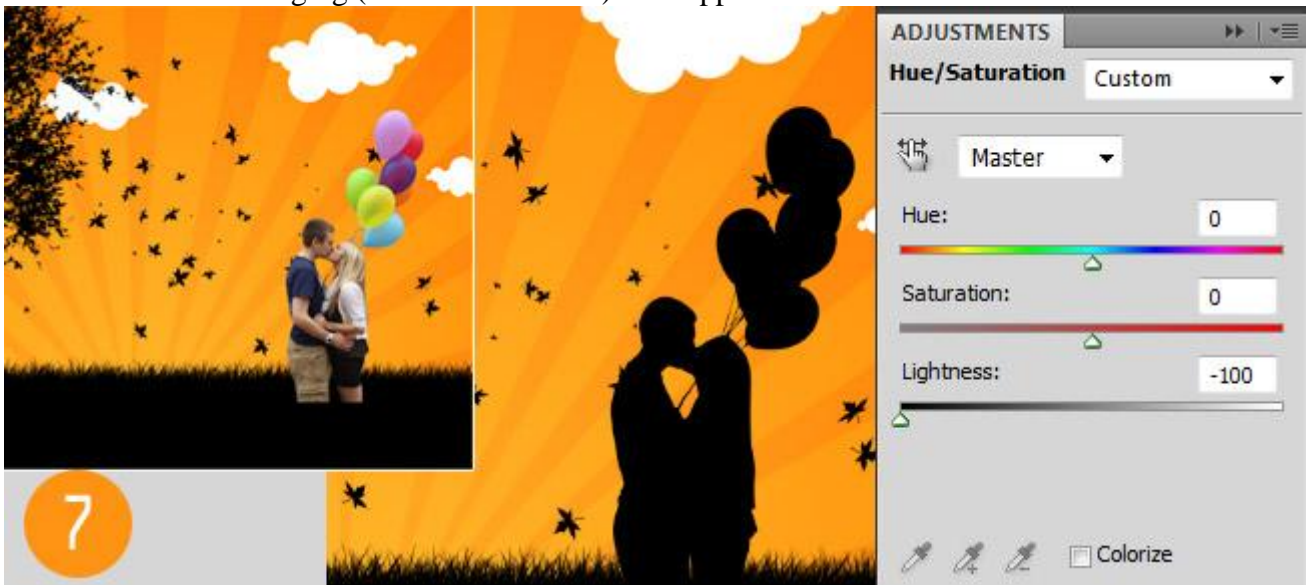 ADJUSTMENTS
Hue/Saturation Custom
Master
Hue: 0
Saturation: 0
Lightness: -100
Colorize
7